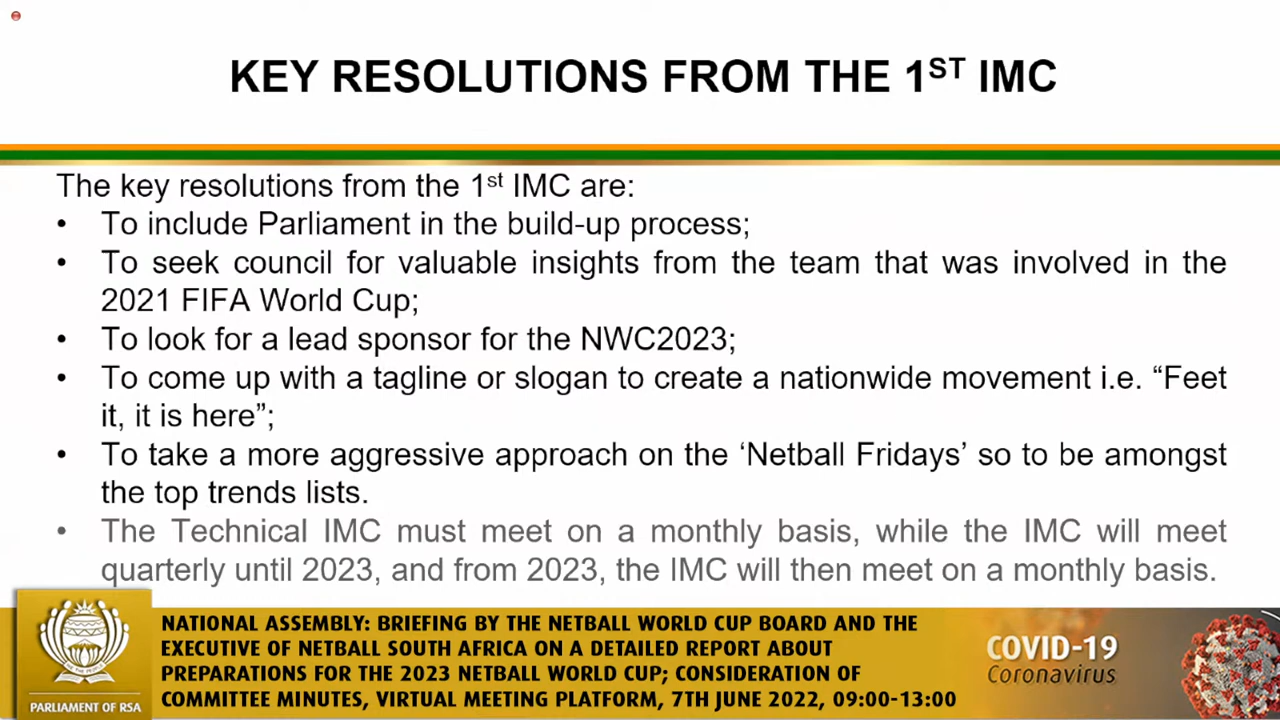 KEY RESOLUTIONS FROM THE 1ST IMC
The key resolutions from the 1st IMC are:
• To include Parliament in the build-up process;
• To seek council for valuable insights from the team that was involved in the
2021 FIFA World Cup;
• To look for a lead sponsor for the NWC2023;
• To come up with a tagline or slogan to create a nationwide movement i.e. “Feet
it, it is here”;
• To take a more aggressive approach on the ‘Netball Fridays’ so to be amongst
the top trends lists.
• The Technical IMC must meet on a monthly basis, while the IMC will meet
quarterly until 2023, and from 2023, the IMC will then meet on a monthly basis.
NATIONAL ASSEMBLY: BRIEFING BY THE NETBALL WORLD CUP BOARD AND THE
EXECUTIVE OF NETBALL SOUTH AFRICA ON A DETAILED REPORT ABOUT
PREPARATIONS FOR THE 2023 NETBALL WORLD CUP; CONSIDERATION OF
COMMITTEE MINUTES, VIRTUAL MEETING PLATFORM, 7TH JUNE 2022, 09:00-13:00
PARLIAMENT OF RSA
COVID-19
Coronavirus